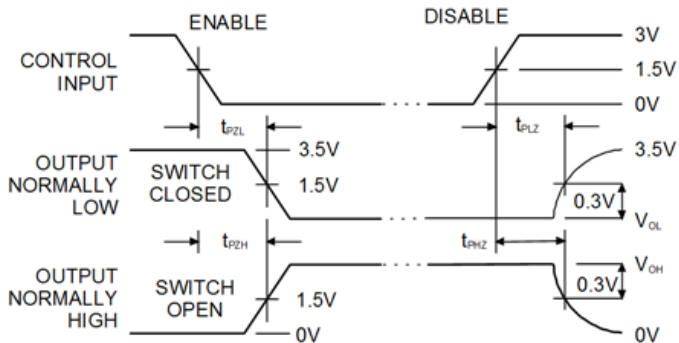 ENABLE
DISABLE
CONTROL
INPUT
3V
1.5V
0V
tPZL
tPLZ
OUTPUT
NORMALLY
LOW
SWITCH
CLOSED
3.5V
1.5V
3.5V
0.3V
VOL
tPZH
tPHZ
OUTPUT
NORMALLY
HIGH
SWITCH
OPEN
1.5V
0V
VOH
0.3V
0V